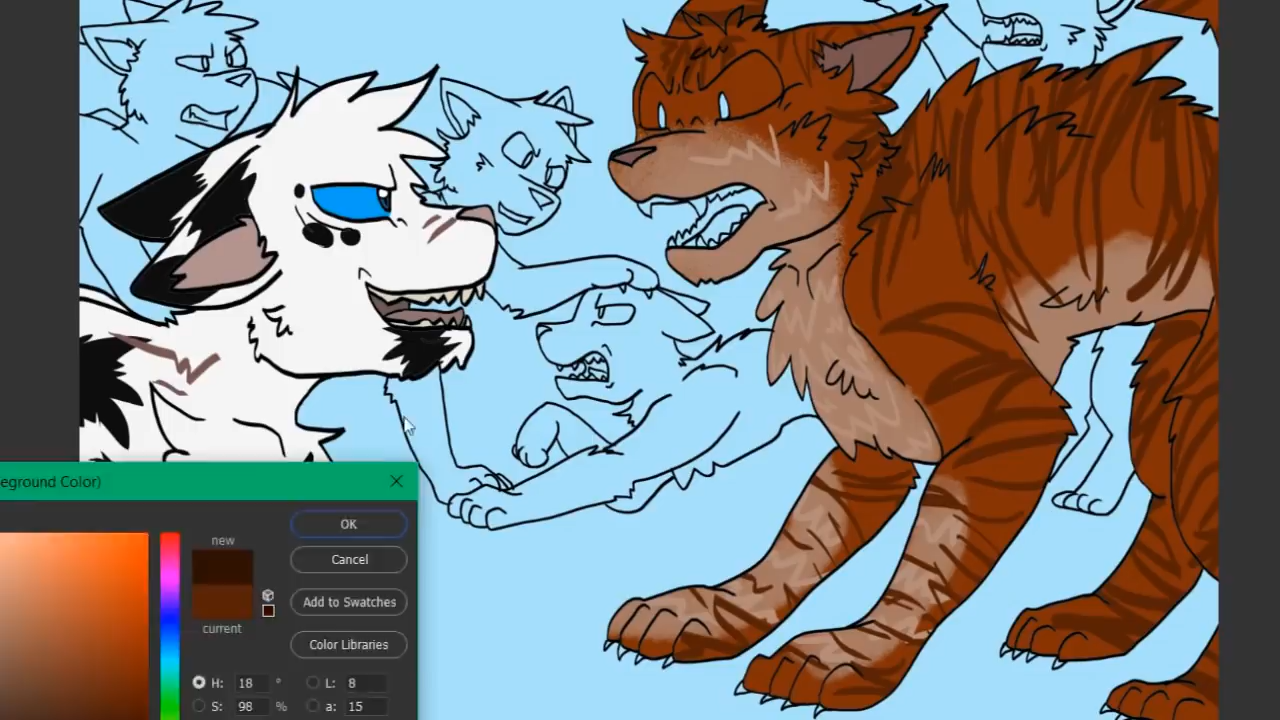 eground Color)
OK
new
Cancel
Add to Swatches
current
Color Libraries
H: 18 °
L: 8
S: 98 %
a: 15